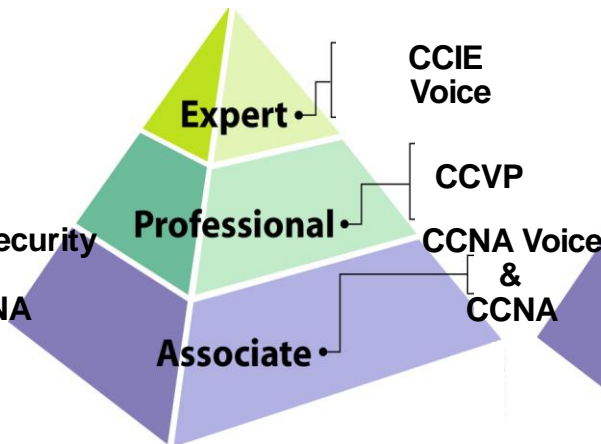 CCIE
Voice
Expert
CCVP
Professional
ecurity
CCNA Voice
&
NA
CCNA
Associate